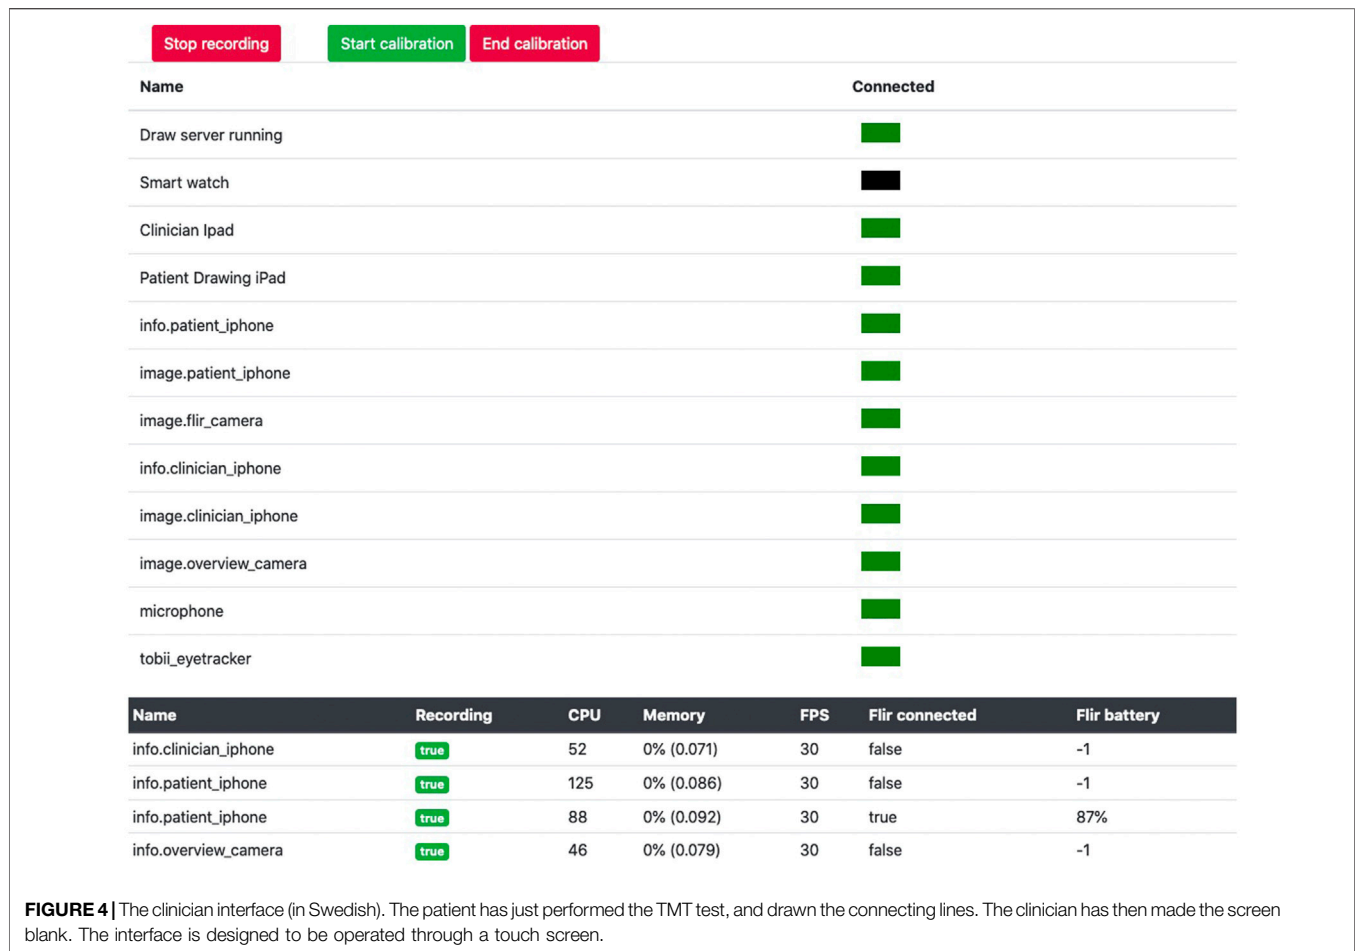 Stop recording Start calibration End calibration
Name Connected
Draw server running
Smart watch
Clinician Ipad
Patient Drawing iPad
info.patient_iphone
image.patient_iphone
image.flir_camera
info.clinician_iphone
image.clinician_iphone
image.overview_camera
microphone
tobii_eyetracker
Name Recording CPU Memory FPS Flir connected Flir battery
info.clinician_iphone true 52 0% (0.071) 30 false -1
info.patient_iphone true 125 0% (0.086) 30 false -1
info.patient_iphone true 88 0% (0.092) 30 true 87%
info.overview_camera true 46 0% (0.079) 30 false -1
FIGURE 4 | The clinician interface (in Swedish). The patient has just performed the TMT test, and drawn the connecting lines. The clinician has then made the screen
blank. The interface is designed to be operated through a touch screen.